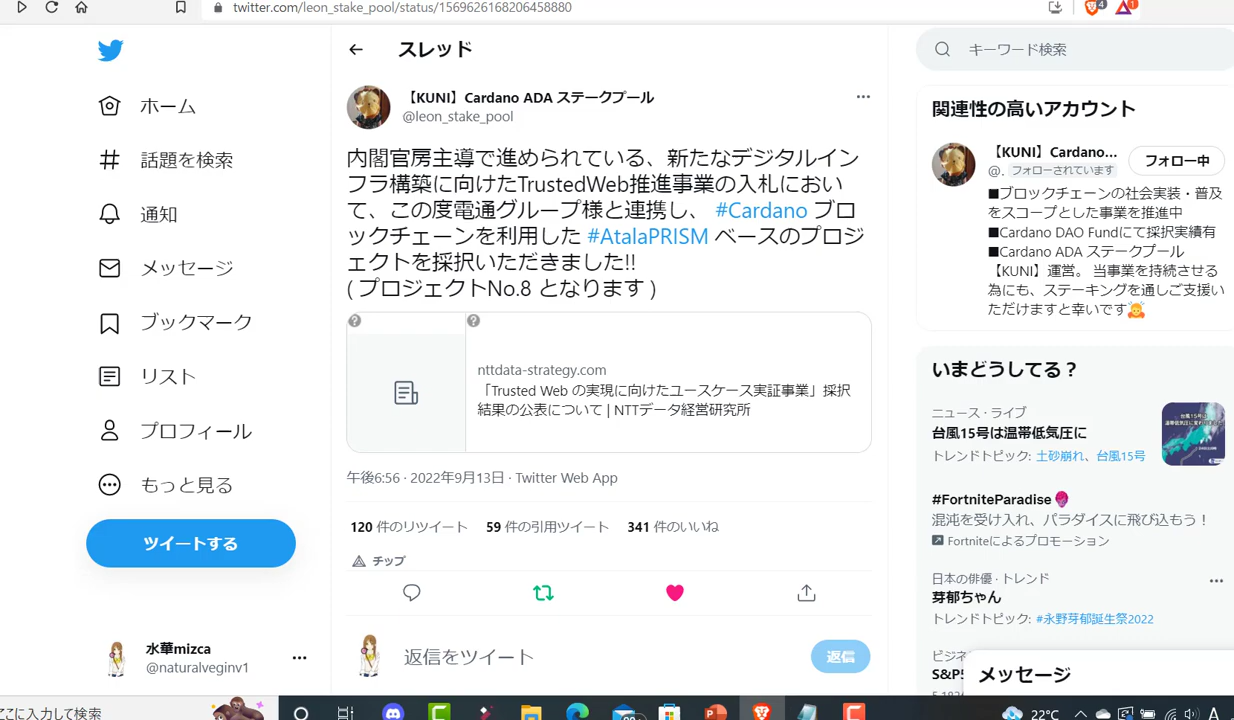 twitter.com/leon_stake_pool/status/1569626168206458880
4
1
ホーム
話題を検索
通知
メッセージ
ブックマーク
リスト
プロフィール
もっと見る
ツイートする
水華mizca
@naturalveginv1
スレッド
【KUNI】Cardano ADA ステークプール
@leon_stake_pool
内閣官房主導で進められている、新たなデジタルイン
フラ構築に向けたTrustedWeb推進事業の入札におい
て、この度電通グループ様と連携し、 #Cardano ブロ
ックチェーンを利用した #AtalaPRISM ベースのプロジ
ェクトを採択いただきました!!
( プロジェクトNo.8 となります )
nttdata-strategy.com
「Trusted Web の実現に向けたユースケース実証事業」採択
結果の公表について | NTTデータ経営研究所
午後6:56 · 2022年9月13日 · Twitter Web App
120 件のリツイート 59 件の引用ツイート 341 件のいいね
チップ
返信をツイート
返信
キーワード検索
関連性の高いアカウント
【KUNI】Cardano...
フォロー中
@. フォローされています
■ブロックチェーンの社会実装・普及
をスコープとした事業を推進中
■Cardano DAO Fundにて採択実績有
■Cardano ADA ステークプール
【KUNI】運営。 当事業を持続させる
為にも、ステーキングを通しご支援い
ただけますと幸いです
いまどうしてる？
ニュース · ライブ
台風15号は温帯低気圧に
トレンドトピック: 土砂崩れ、台風15号
#FortniteParadise
混沌を受け入れ、パラダイスに飛び込もう！
Fortniteによるプロモーション
日本の俳優 · トレンド
芽郁ちゃん
トレンドトピック: #永野芽郁誕生祭2022
ビジネ
S&P5
メッセージ
ここに入力して検索
22°C
A